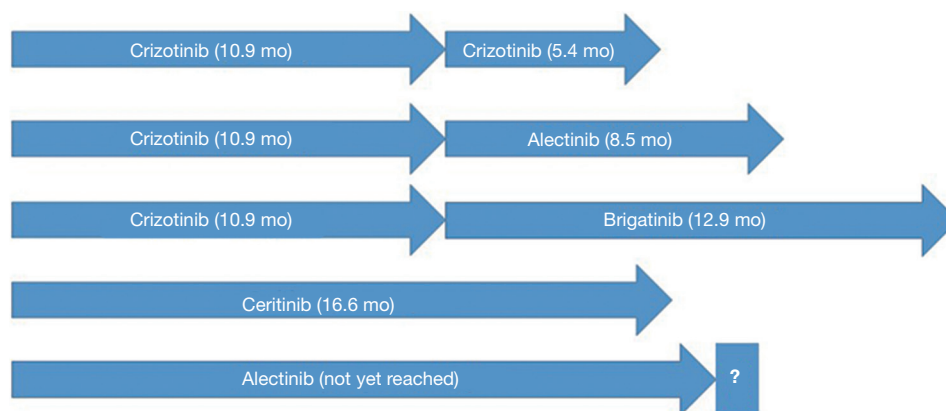 Crizotinib (10.9 mo) Crizotinib (5.4 mo)
Crizotinib (10.9 mo) Alectinib (8.5 mo)
Crizotinib (10.9 mo) Brigatinib (12.9 mo)
Ceritinib (16.6 mo)
Alectinib (not yet reached) ?